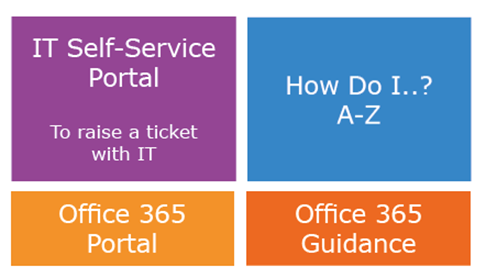 IT Self-Service
Portal
To raise a ticket
with IT
How Do I..?
A-Z
Office 365
Portal
Office 365
Guidance